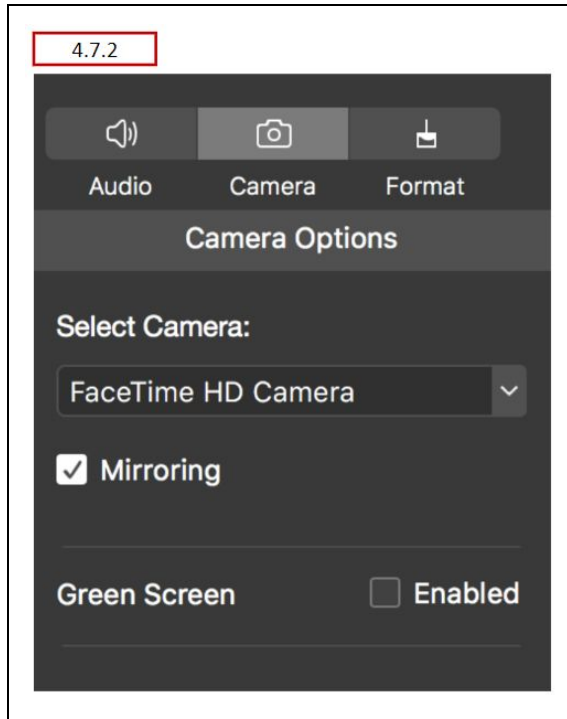 4.7.2
Audio Camera Format
Camera Options
Select Camera:
FaceTime HD Camera
Mirroring
Green Screen Enabled